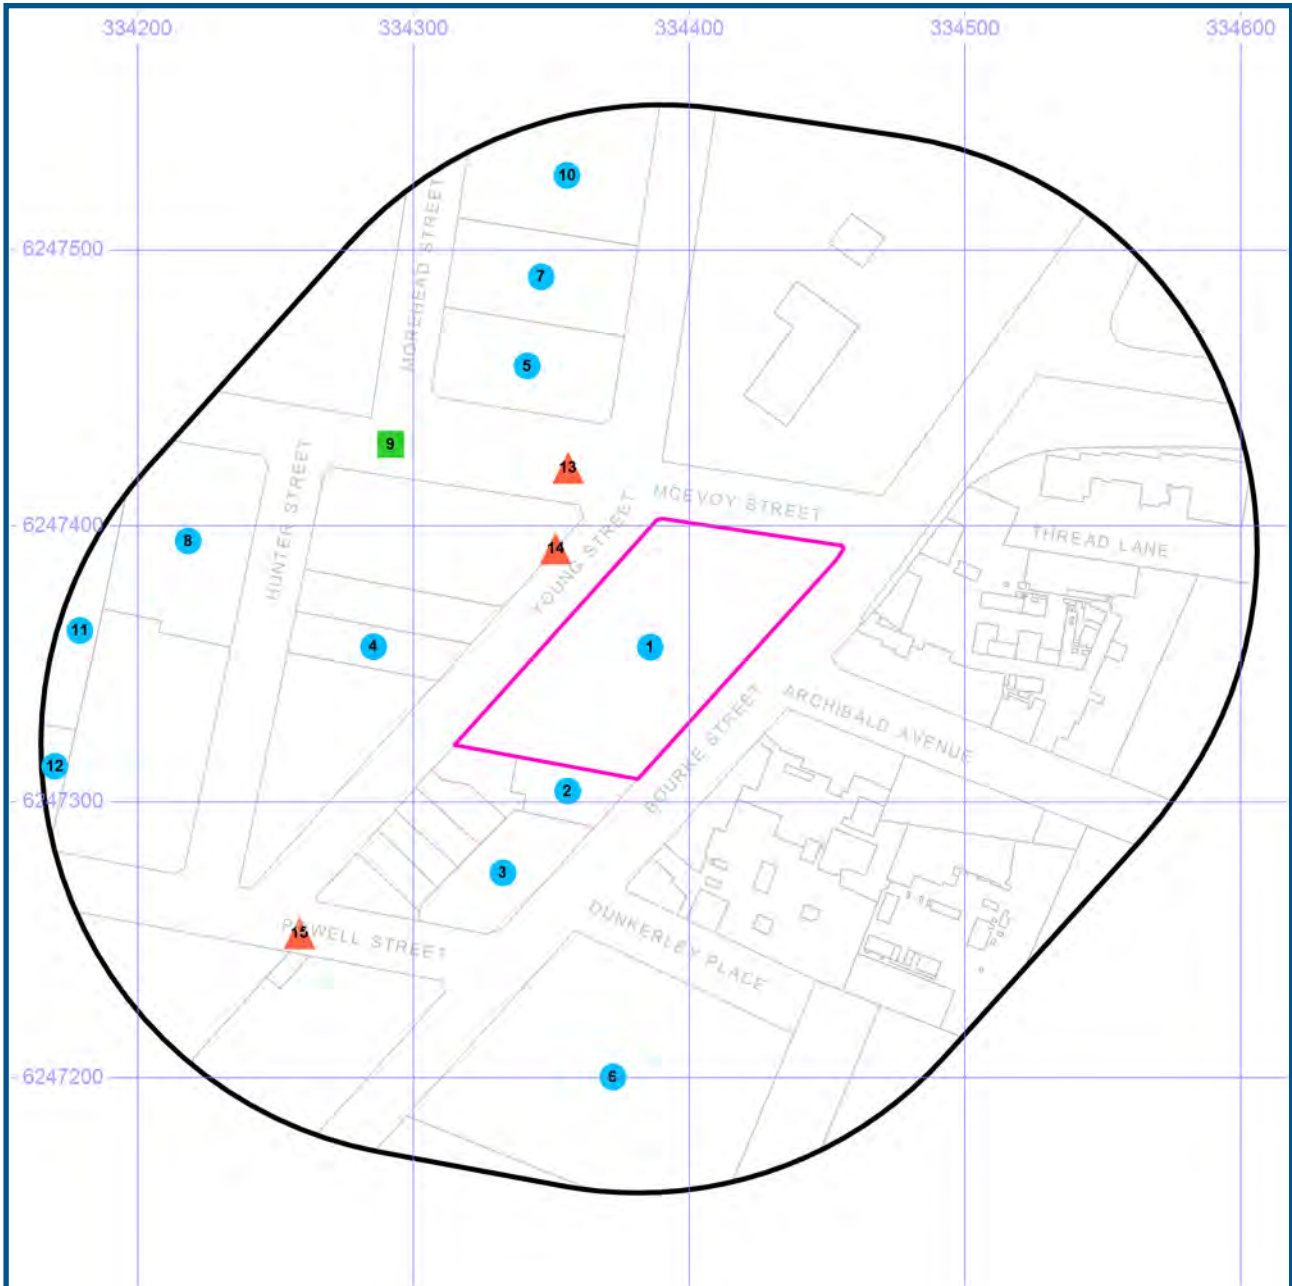 334200 334300 334400 334500 334600
10
MOREHEAD STREET
6247500
7
5
9
HUNTER STREET
13
MCEVOY STREET
6247400
8
14
YOUNG STREET
THREAD LANE
11
4
1
ARCHIBALD AVENUE
BOURKE STREET
12
2
6247300
3
15
POWELL STREET
DUNKERLEY PLACE
6247200
6